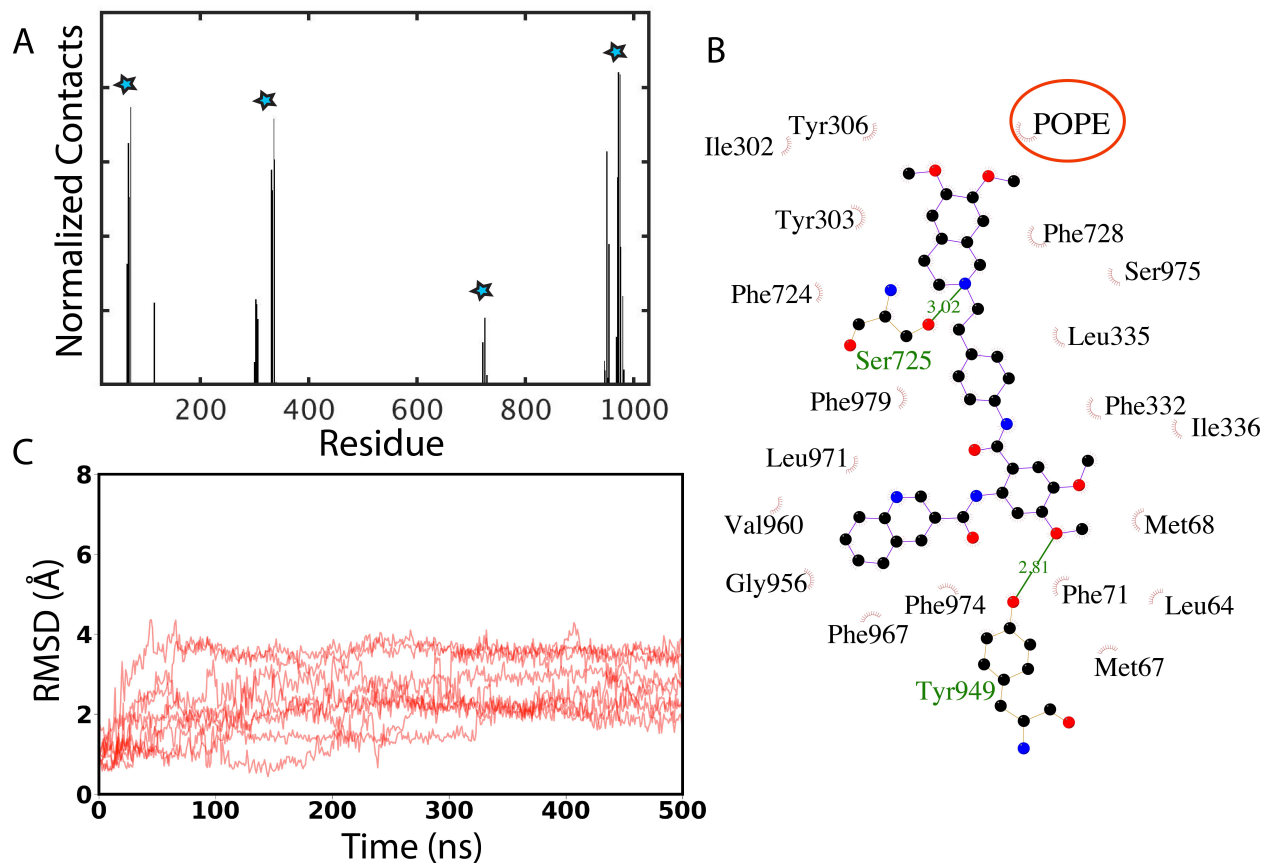 A
Normalized Contacts
200 400 600 800 1000
Residue
B
POPE
Tyr306
Ile302
Tyr303
Phe728
Ser975
Phe724
3.02
Leu335
Ser725
Phe979
Phe332
Ile336
Leu971
Val960
Met68
2.81
Gly956
Phe974
Phe71
Leu64
Phe967
Met67
Tyr949
C
RMSD (Å)
8
6
4
2
0
0 100 200 300 400 500
Time (ns)